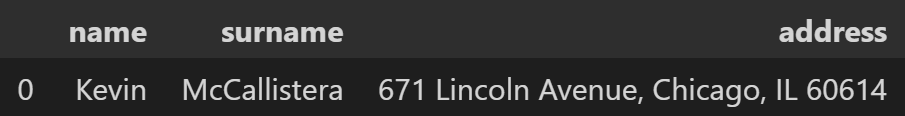 name surname address
0 Kevin McCallistera 671 Lincoln Avenue, Chicago, IL 60614